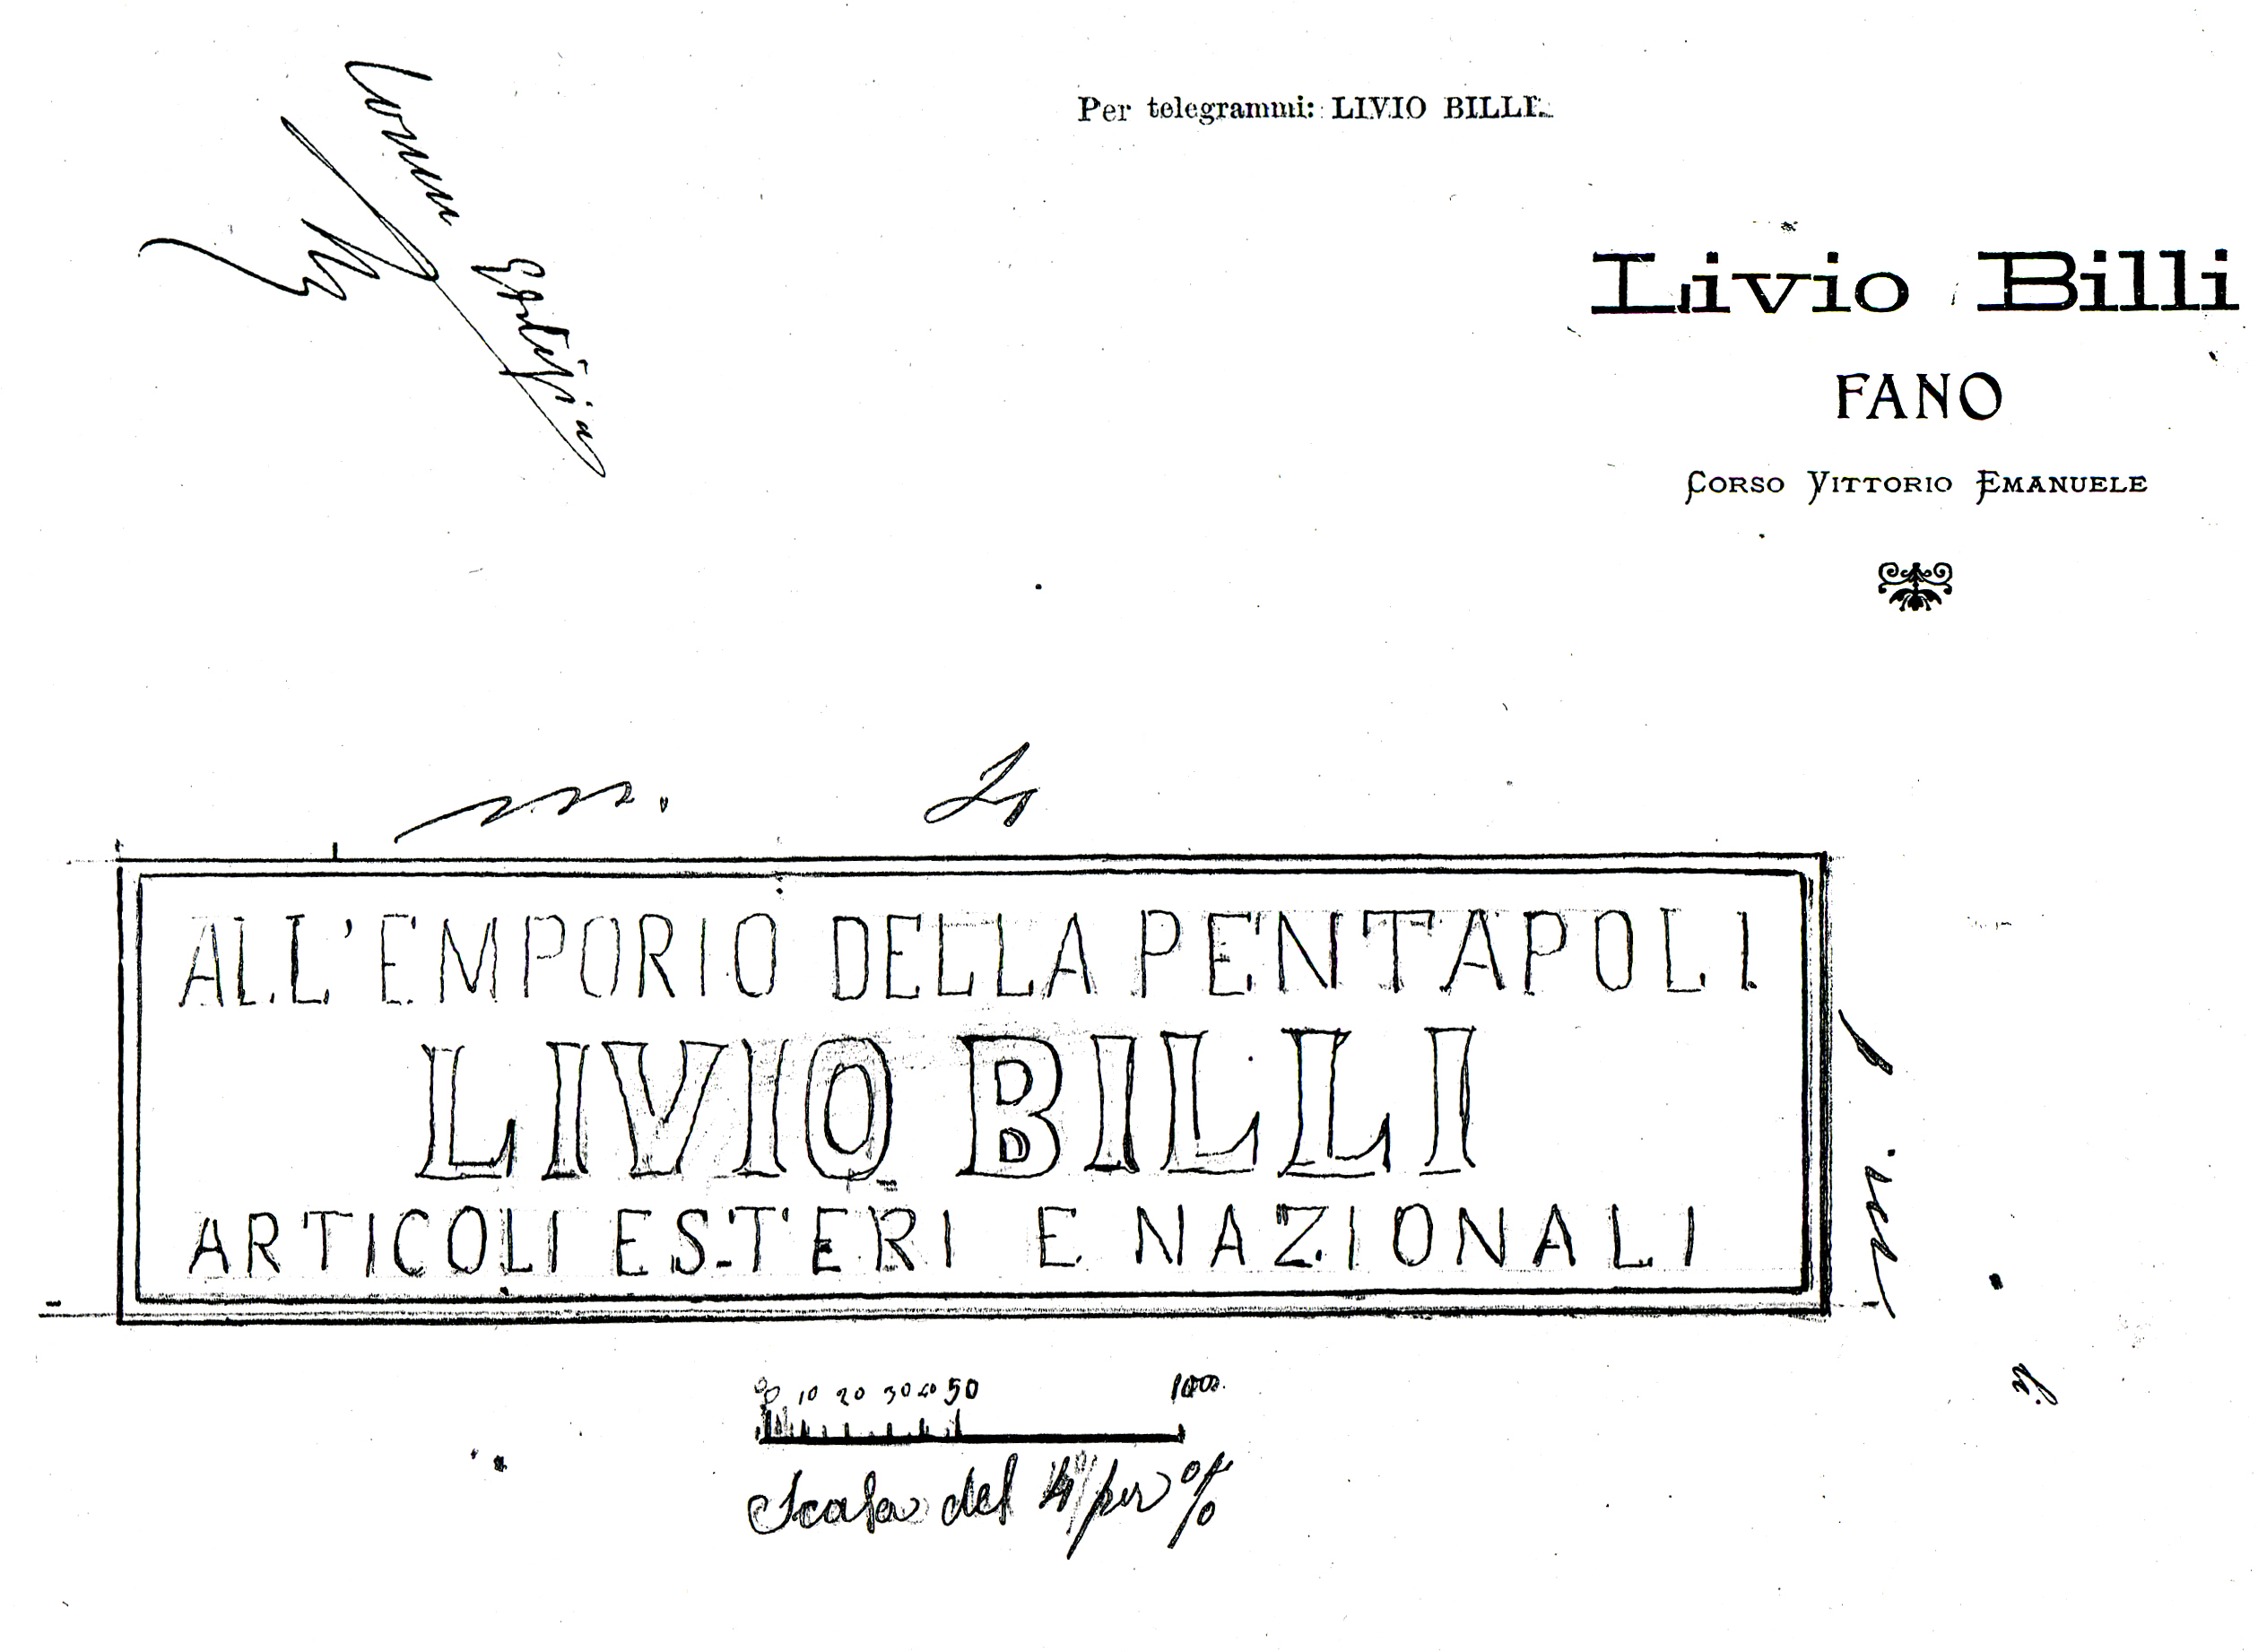 Per telegrammi: LIVIO BILLI
Livio Billi
FANO
CORSO VITTORIO EMANUELE
m.
ALL'EMPORIO DELLA PENTAPOLI
LIVIO BILLI
ARTICOLI ESTERI E NAZIONALI
m. 1
0 10 20 30 40 50 100
Scala del 4 per %